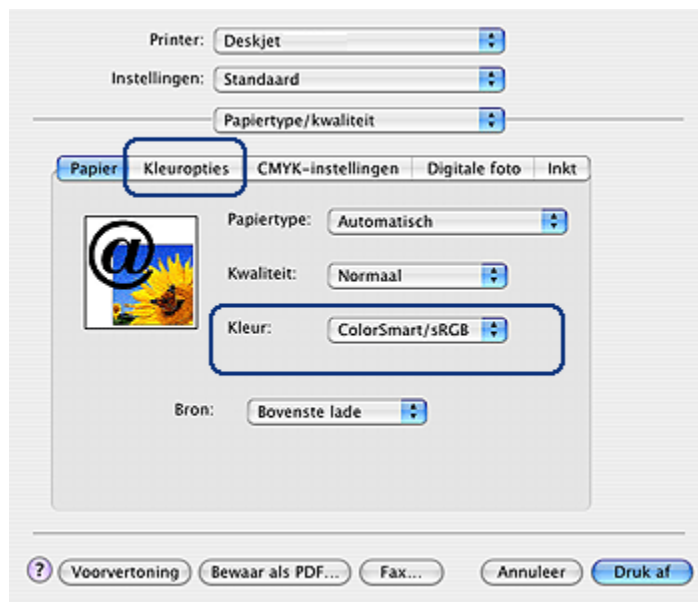 Printer: Deskjet
Instellingen: Standaard
Papiertype/kwaliteit
Papier Kleuropties CMYK-instellingen Digitale foto Inkt
@
Papiertype: Automatisch
Kwaliteit: Normaal
Kleur: ColorSmart/sRGB
Bron: Bovenste lade
? Voorvertoning Bewaar als PDF... Fax... Annuleer Druk af